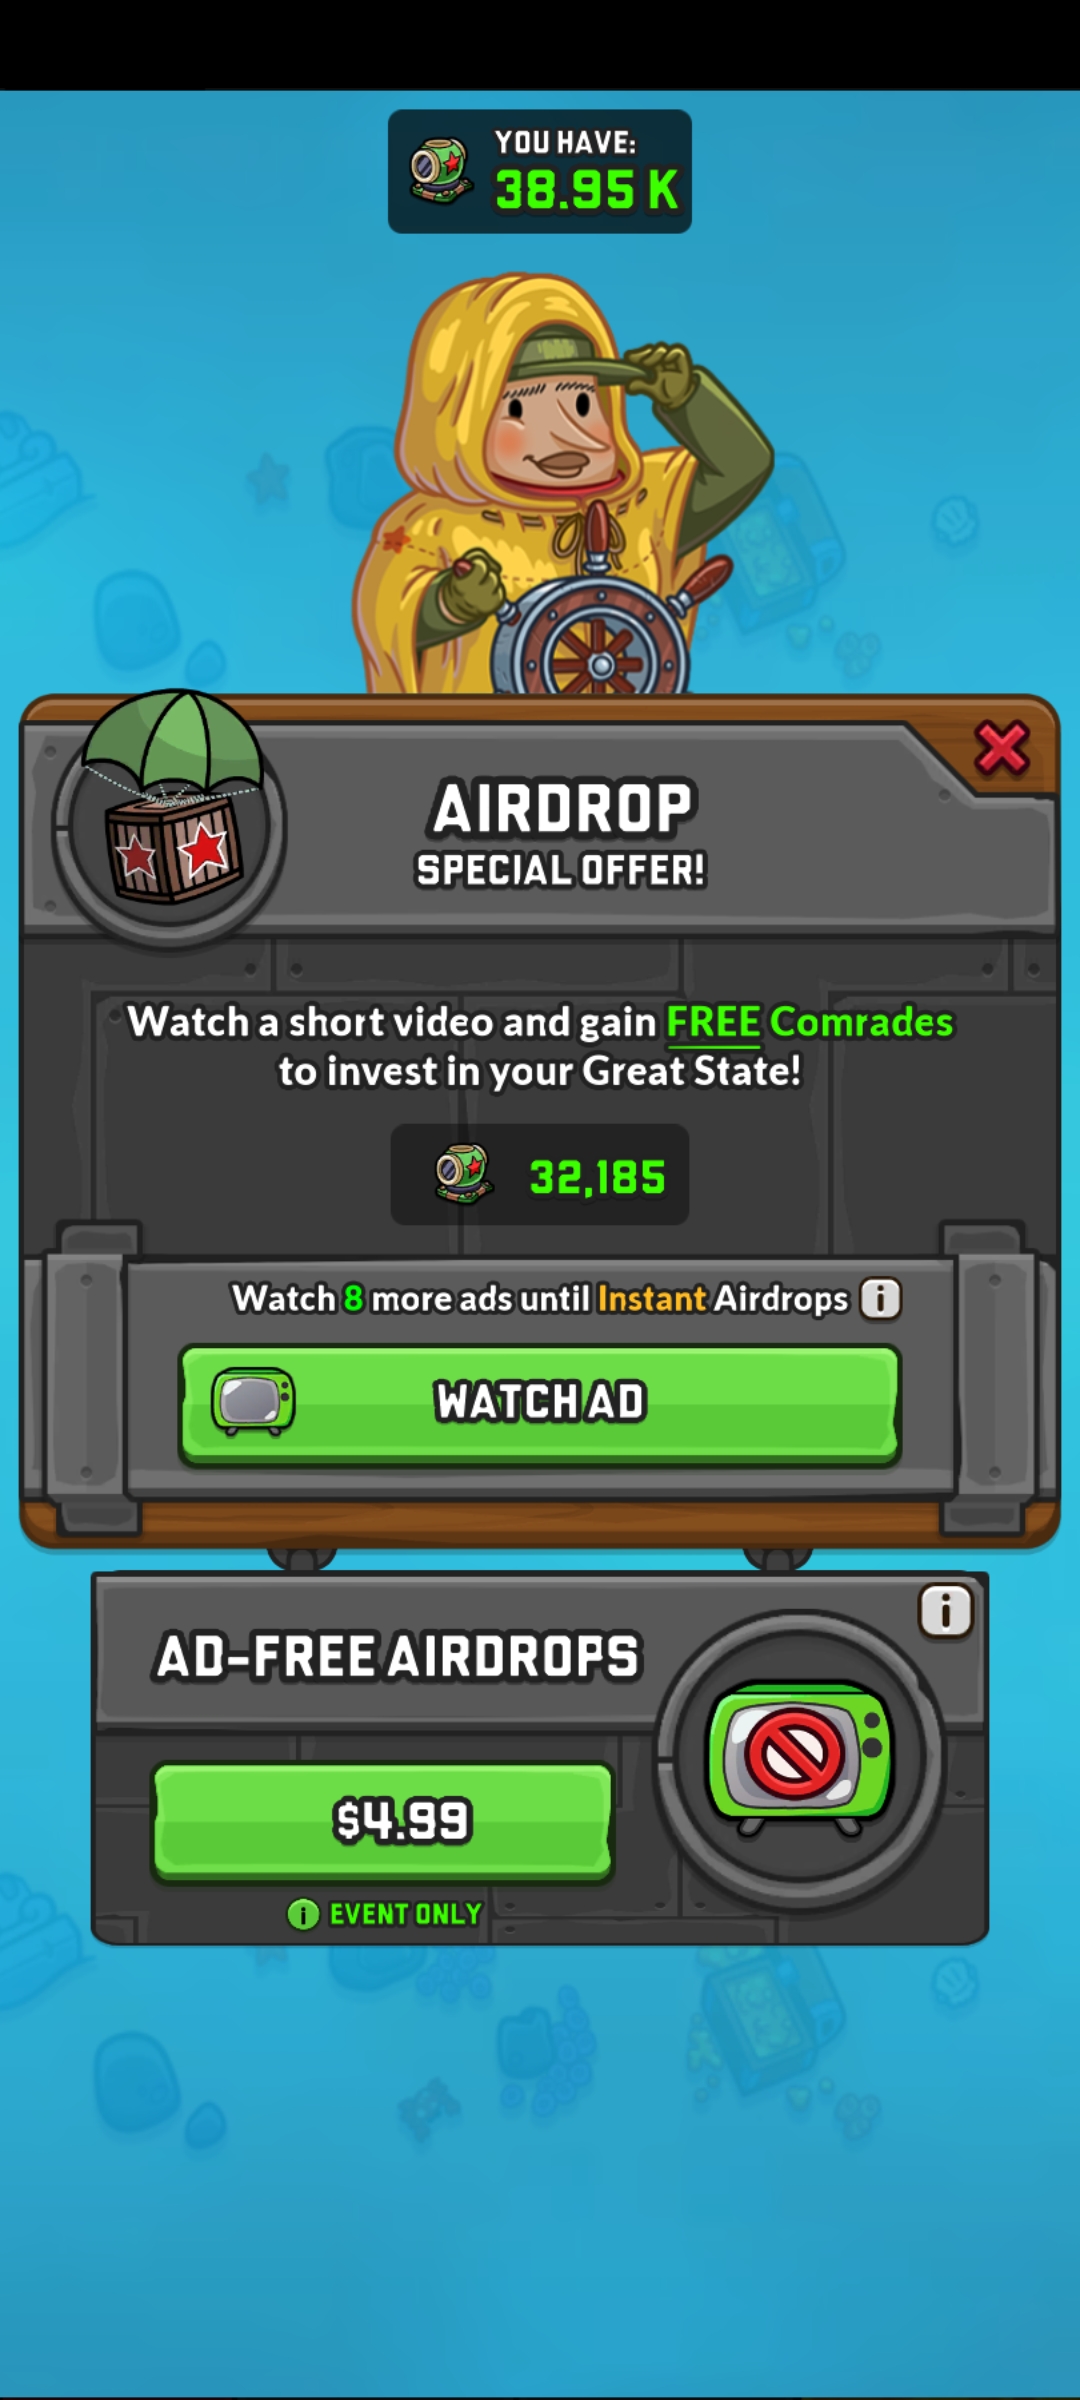 YOU HAVE:
38.95 K
AIRDROP
SPECIAL OFFER!
Watch a short video and gain FREE Comrades
to invest in your Great State!
32,185
Watch 8 more ads until Instant Airdrops i
WATCH AD
i
AD-FREE AIRDROPS
$4.99
i EVENT ONLY